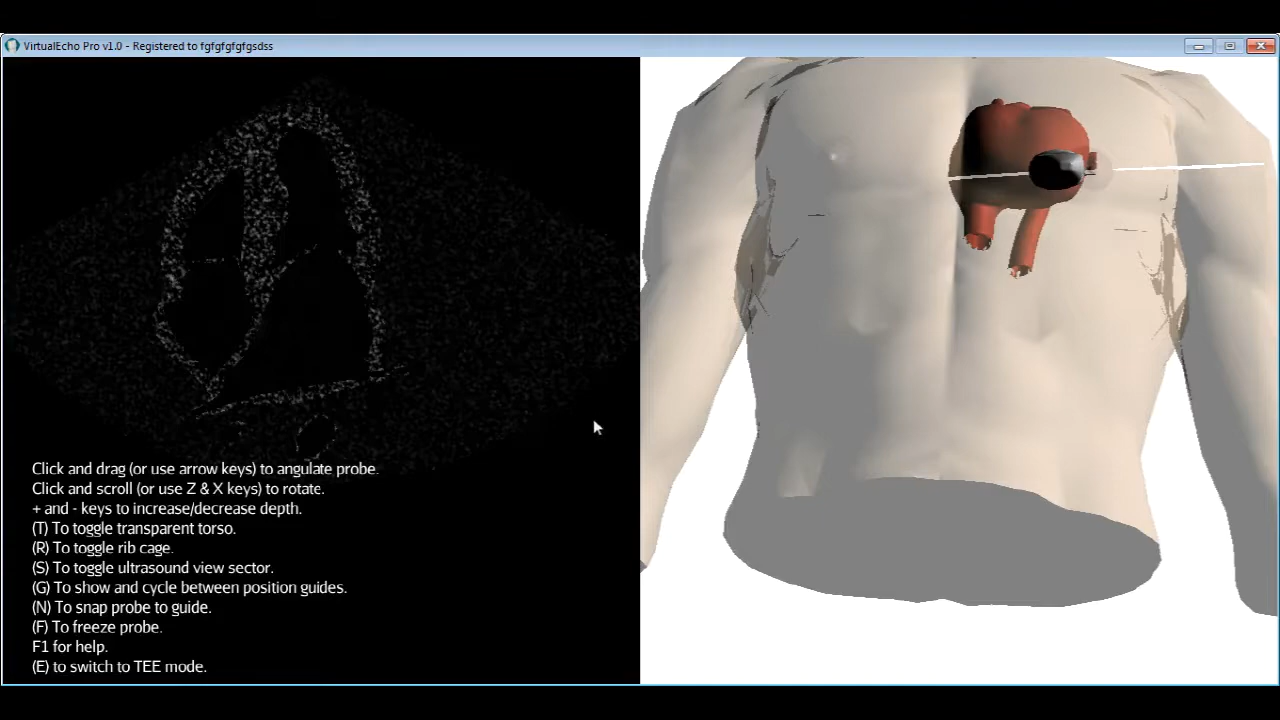 VirtualEcho Pro v1.0 - Registered to fgfgfgfgfgsdss
Click and drag (or use arrow keys) to angulate probe.
Click and scroll (or use Z & X keys) to rotate.
+ and - keys to increase/decrease depth.
(T) To toggle transparent torso.
(R) To toggle rib cage.
(S) To toggle ultrasound view sector.
(G) To show and cycle between position guides.
(N) To snap probe to guide.
(F) To freeze probe.
F1 for help.
(E) to switch to TEE mode.